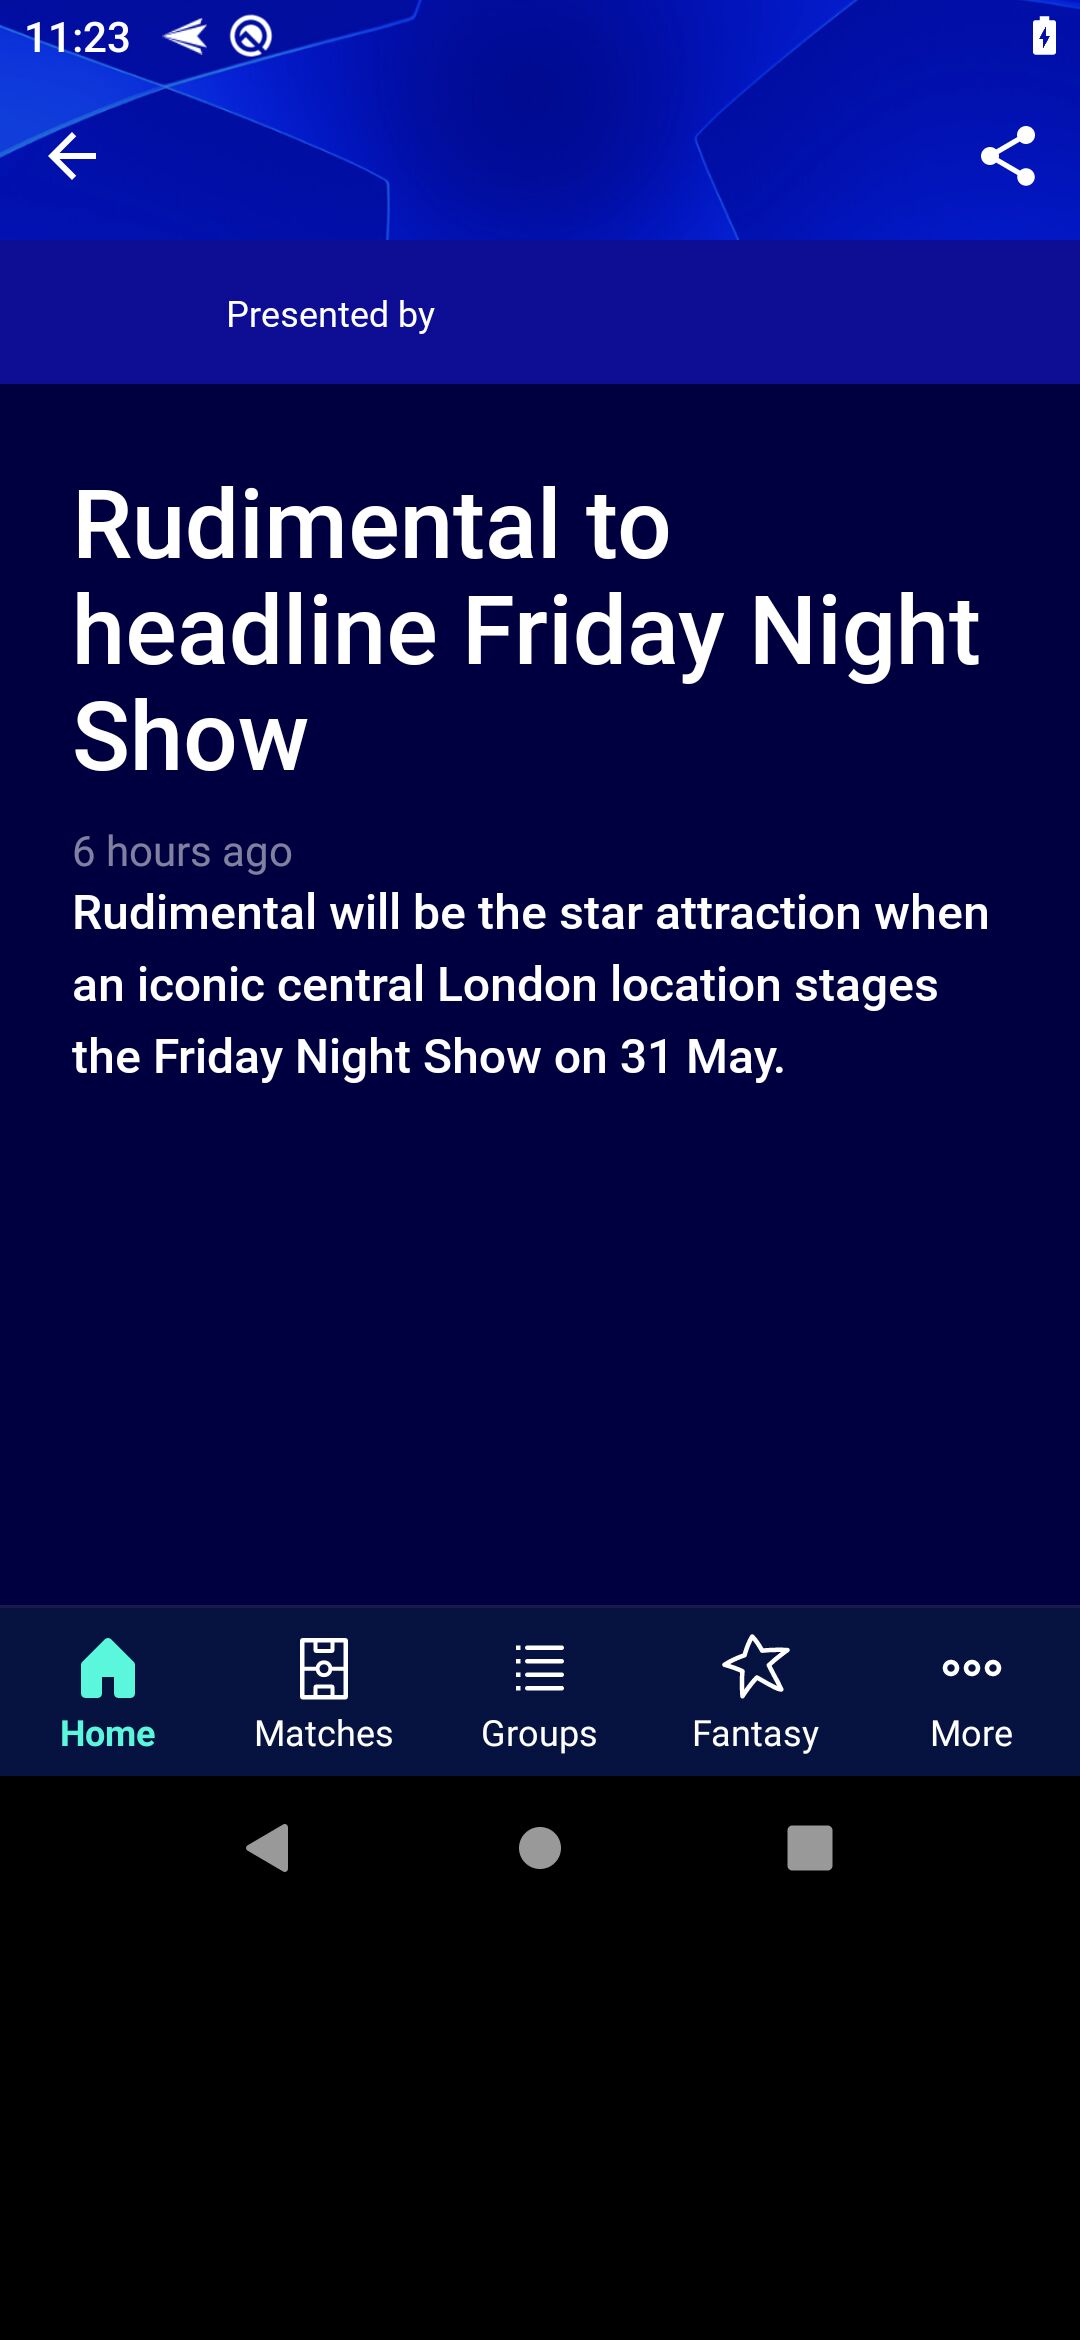 11:23
Presented by
Rudimental to
headline Friday Night
Show
6 hours ago
Rudimental will be the star attraction when
an iconic central London location stages
the Friday Night Show on 31 May.
Home Matches Groups Fantasy More